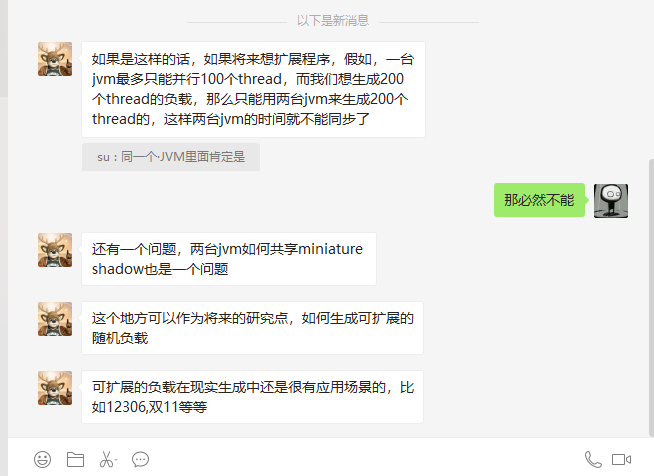 以下是新消息
如果是这样的话，如果将来想扩展程序，假如，一台
jvm最多只能并行100个thread，而我们想生成200
个thread的负载，那么只能用两台jvm来生成200个
thread的，这样两台jvm的时间就不能同步了
su : 同一个·JVM里面肯定是
那必然不能
还有一个问题，两台jvm如何共享miniature
shadow也是一个问题
这个地方可以作为将来的研究点，如何生成可扩展的
随机负载
可扩展的负载在现实生成中还是很有应用场景的，比
如12306,双11等等